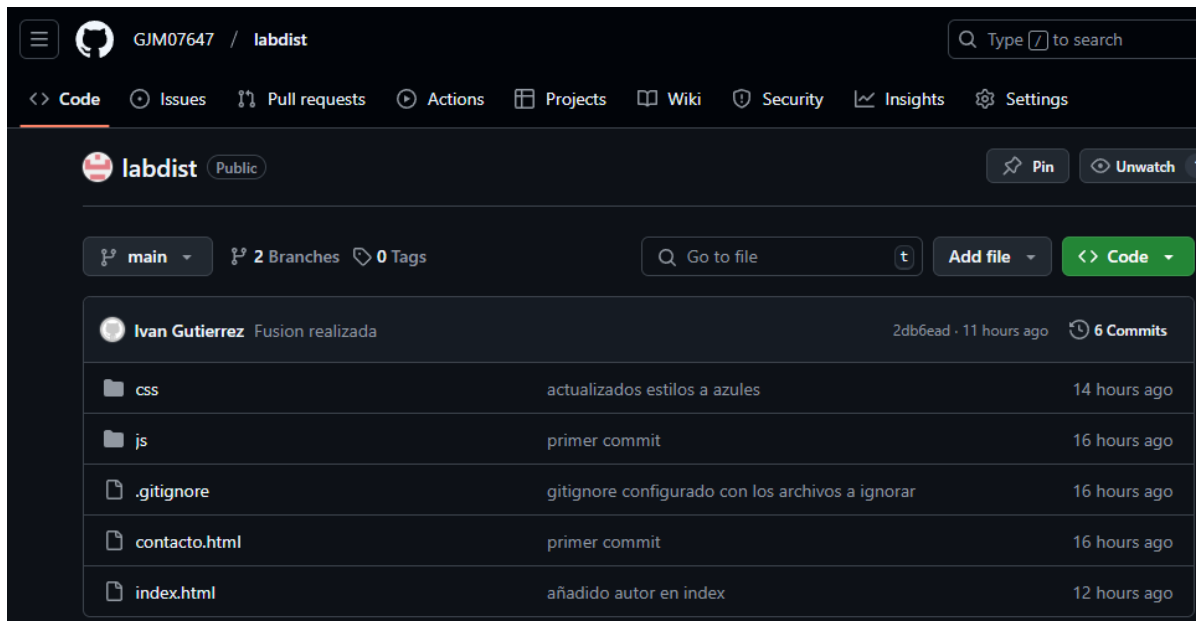 GJM07647 / labdist Type / to search
Code Issues Pull requests Actions Projects Wiki Security Insights Settings
labdist Public Pin Unwatch
main 2 Branches 0 Tags Go to file t Add file Code
Ivan Gutierrez Fusion realizada 2db6ead · 11 hours ago 6 Commits
css actualizados estilos a azules 14 hours ago
js primer commit 16 hours ago
.gitignore gitignore configurado con los archivos a ignorar 16 hours ago
contacto.html primer commit 16 hours ago
index.html añadido autor en index 12 hours ago